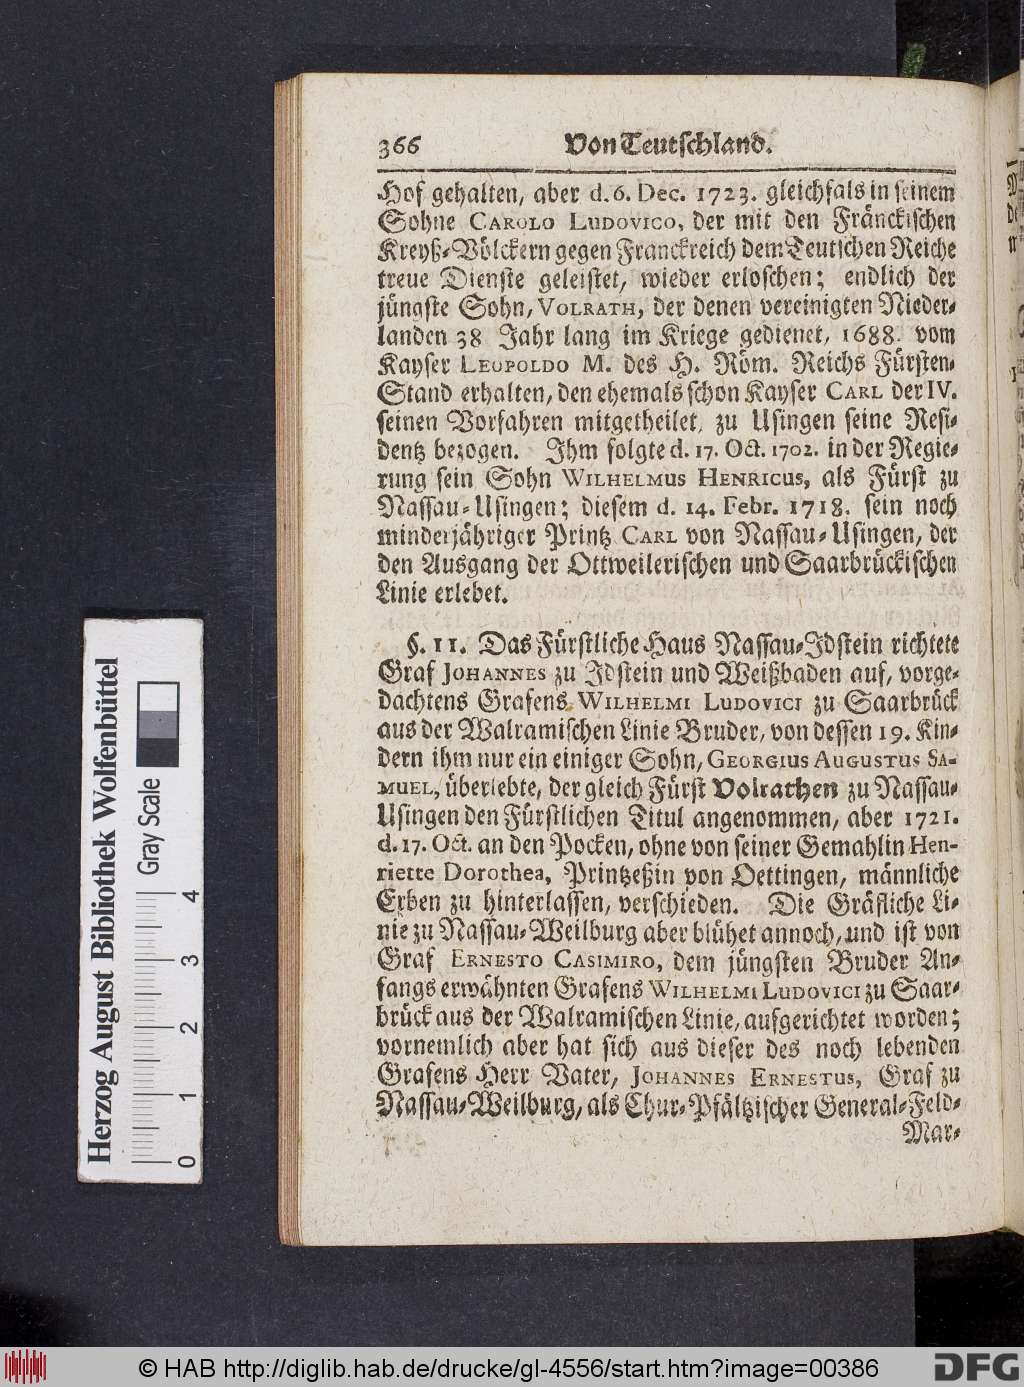 366 Von Teutschland.
Hof gehalten, aber d. 6. Dec. 1723. gleichfals in seinem
Sohne CAROLO LUDOVICO, der mit den Fränckischen
Kreyß-Völckern gegen Franckreich dem Teutschen Reiche
treue Dienste geleistet, wieder erloschen; endlich der
jüngste Sohn, VOLRATH, der denen vereinigten Nieder-
landen 38 Jahr lang im Kriege gedienet, 1688. vom
Kayser LEOPOLDO M. des H. Röm. Reichs Fürsten-
Stand erhalten, den ehemals schon Kayser CARL der IV.
seinen Vorfahren mitgetheilet, zu Usingen seine Resi-
dentz bezogen. Ihm folgte d. 17. Oct. 1702. in der Regie-
rung sein Sohn WILHELMUS HENRICUS, als Fürst zu
Nassau-Usingen; diesem d. 14. Febr. 1718. sein noch
minderjähriger Printz CARL von Nassau-Usingen, der
den Ausgang der Ottweilerischen und Saarbrückischen
Linie erlebet.
§. 11. Das Fürstliche Haus Nassau-Idstein richtete
Graf JOHANNES zu Idstein und Weißbaden auf, vorge-
dachtens Grafens WILHELMI LUDOVICI zu Saarbrück
aus der Walramischen Linie Bruder, von dessen 19. Kin-
dern ihm nur ein einiger Sohn, GEORGIUS AUGUSTUS SA-
MUEL, überlebte, der gleich Fürst Volrathen zu Nassau-
Usingen den Fürstlichen Titul angenommen, aber 1721.
d. 17. Oct. an den Pocken, ohne von seiner Gemahlin Hen-
riette Dorothea, Printzeßin von Oettingen, männliche
Erben zu hinterlassen, verschieden. Die Gräfliche Li-
nie zu Nassau-Weilburg aber blühet annoch, und ist von
Graf ERNESTO CASIMIRO, dem jüngsten Bruder An-
fangs erwähnten Grafens WILHELMI LUDOVICI zu Saar-
brück aus der Walramischen Linie, aufgerichtet worden;
vornemlich aber hat sich aus dieser des noch lebenden
Grafens Herr Vater, JOHANNES ERNESTUS, Graf zu
Nassau-Weilburg, als Chur-Pfältzischer General-Feld-
Mar-
Herzog August Bibliothek Wolfenbüttel
Gray Scale
0 1 2 3 4
© HAB http://diglib.hab.de/drucke/gl-4556/start.htm?image=00386
DFG